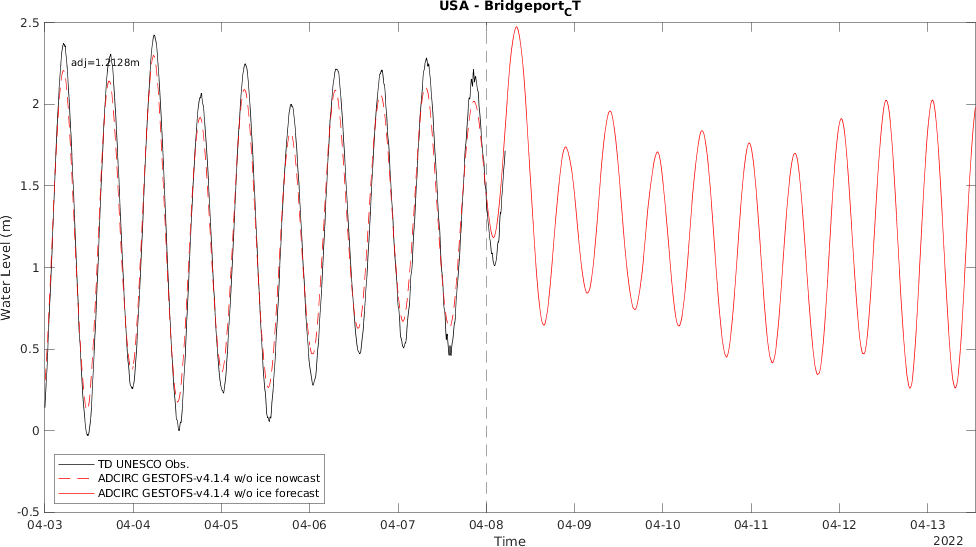 USA - Bridgeport_CT
2.5
adj=1.2128m
2
1.5
Water Level (m)
1
0.5
0
TD UNESCO Obs.
ADCIRC GESTOFS-v4.1.4 w/o ice nowcast
ADCIRC GESTOFS-v4.1.4 w/o ice forecast
-0.5
04-03 04-04 04-05 04-06 04-07 04-08 04-09 04-10 04-11 04-12 04-13
Time
2022